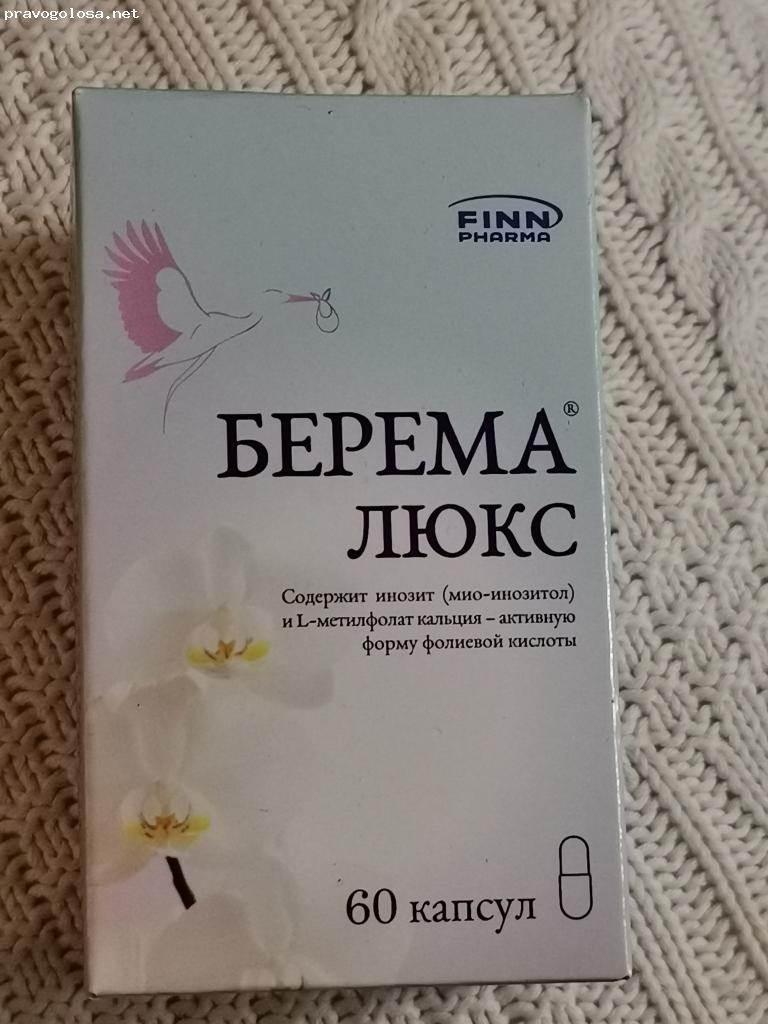 pravogolosa.net
FINN
PHARMA
БЕРЕМА®
ЛЮКС
Содержит инозит (мио-инозитол)
и L-метилфолат кальция – активную
форму фолиевой кислоты
60 капсул